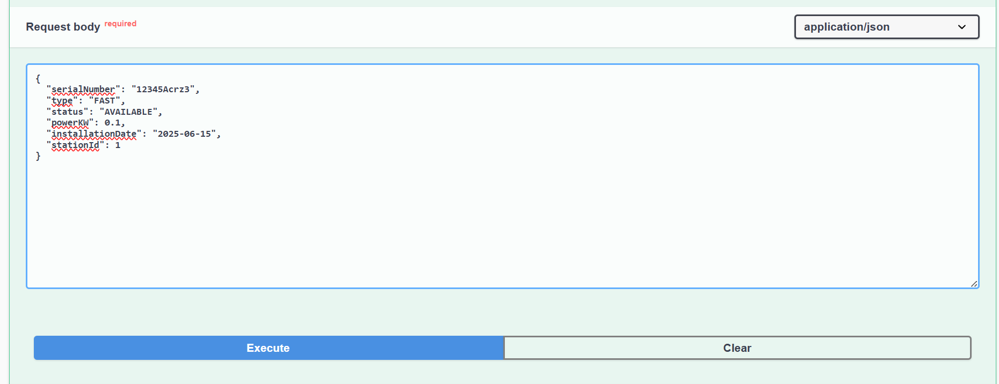 Request body required
application/json
{
  "serialNumber": "12345Acrz3",
  "type": "FAST",
  "status": "AVAILABLE",
  "powerKW": 0.1,
  "installationDate": "2025-06-15",
  "stationId": 1
}
Execute
Clear